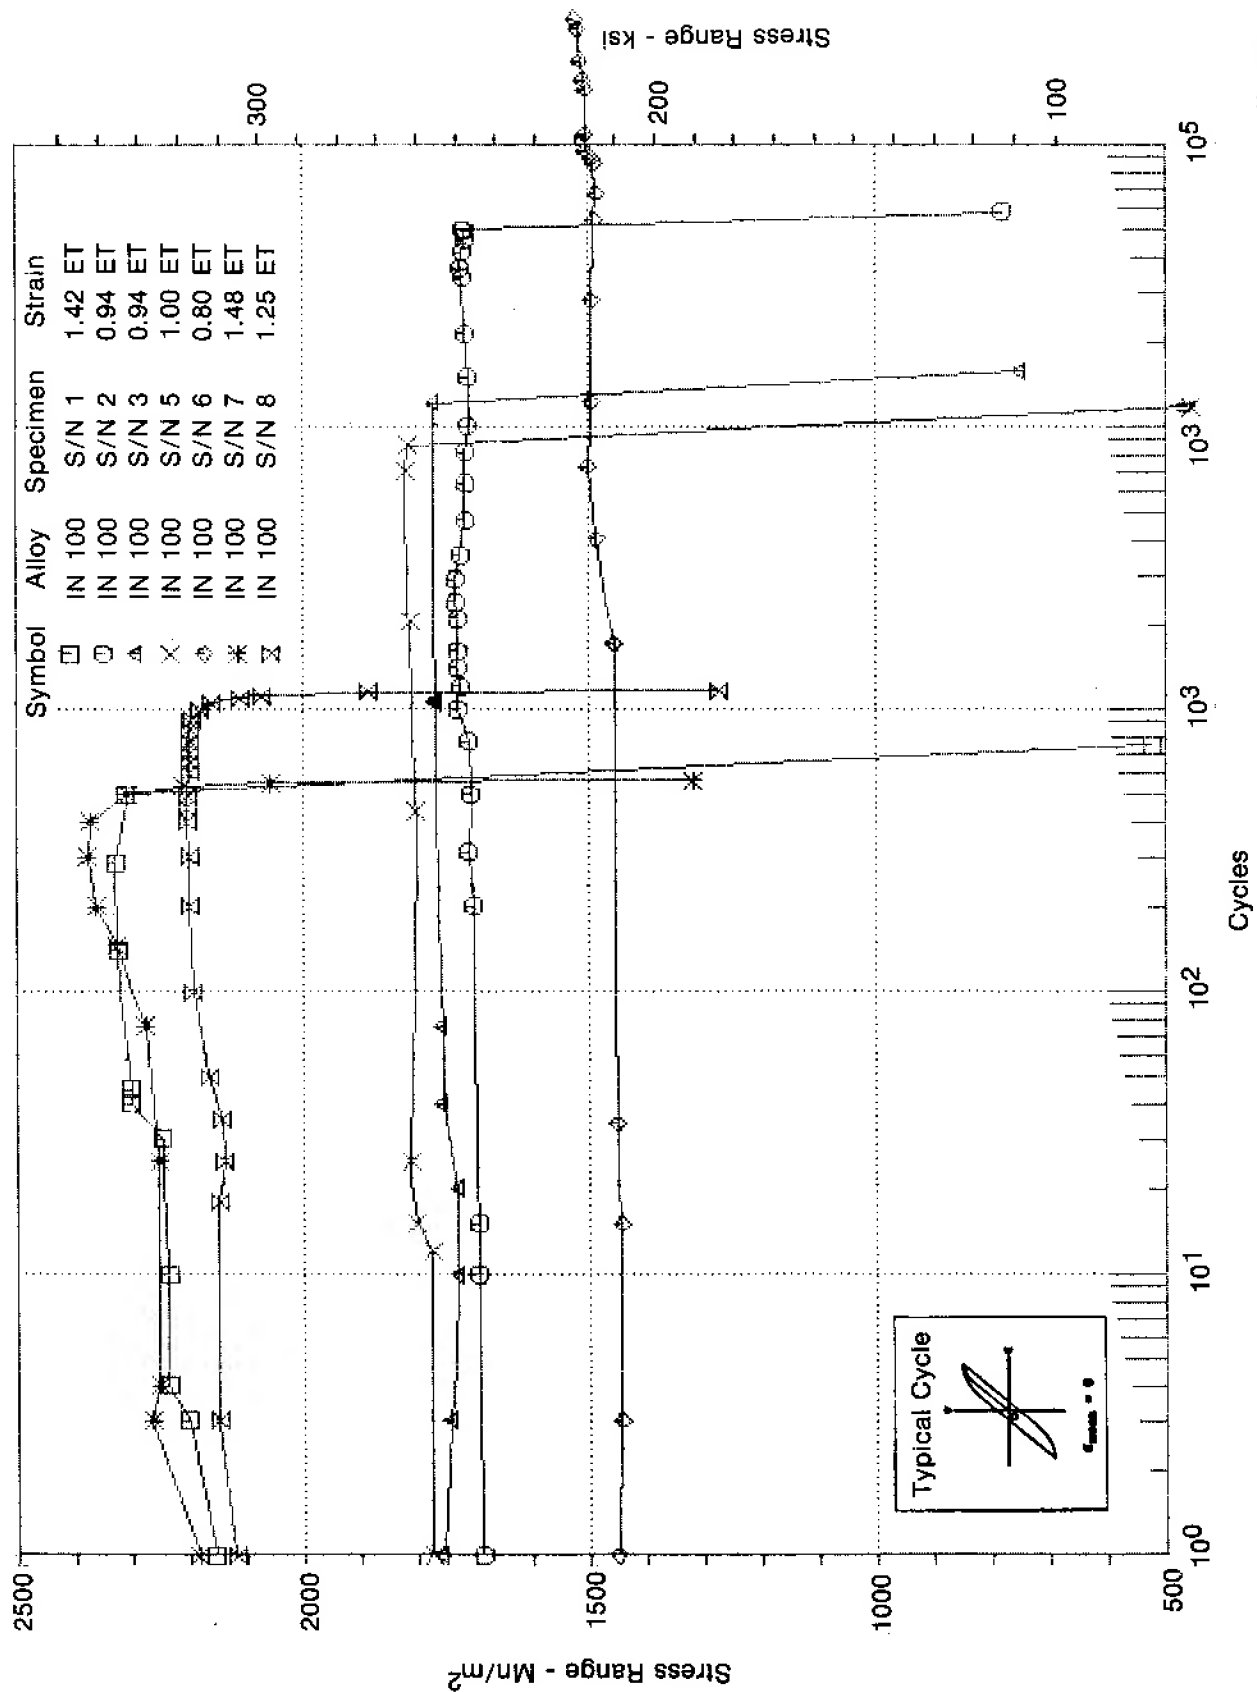 Symbol Alloy Specimen Strain
IN 100 S/N 1 1.42 ET
IN 100 S/N 2 0.94 ET
IN 100 S/N 3 0.94 ET
IN 100 S/N 5 1.00 ET
IN 100 S/N 6 0.80 ET
IN 100 S/N 7 1.48 ET
IN 100 S/N 8 1.25 ET
Stress Range - Mn/m²
2500
2000
1500
1000
500
Stress Range - ksi
300
200
100
Typical Cycle
= 0
10⁰
10¹
10²
10³
10³
10⁵
Cycles